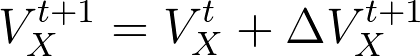 $V_X^{t+1} = V_X^t + \Delta V_X^{t+1}$